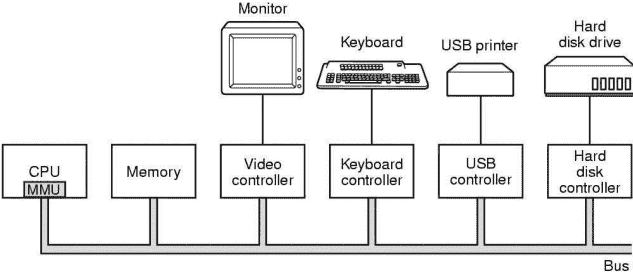 Monitor
Keyboard
USB printer
Hard
disk drive
CPU
MMU
Memory
Video
controller
Keyboard
controller
USB
controller
Hard
disk
controller
Bus